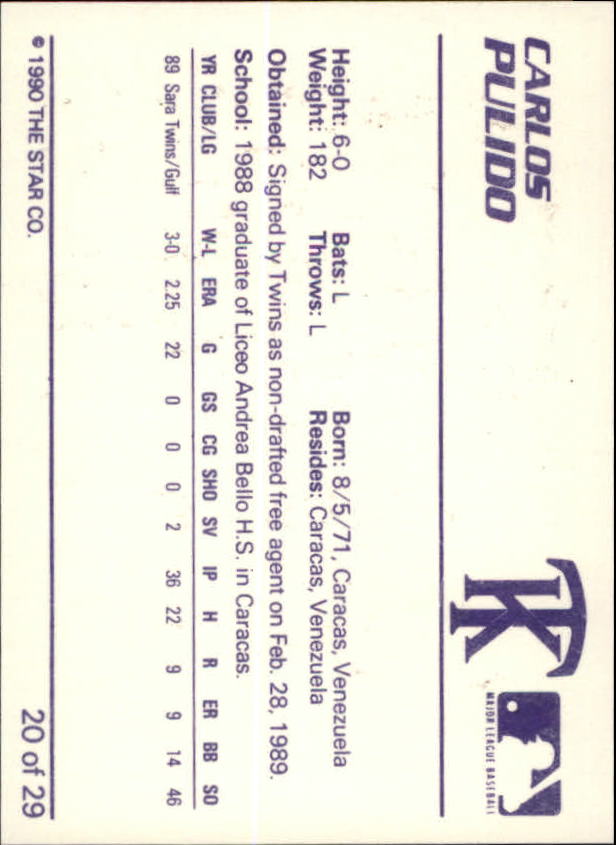 CARLOS
PULIDO
TK
MAJOR LEAGUE BASEBALL
Height: 6-0 Bats: L Born: 8/5/71, Caracas, Venezuela
Weight: 182 Throws: L Resides: Caracas, Venezuela
Obtained: Signed by Twins as non-drafted free agent on Feb. 28, 1989.
School: 1988 graduate of Liceo Andrea Bello H.S. in Caracas.
YR CLUB/LG W-L ERA G GS CG SHO SV IP H R ER BB SO
89 Sara Twins/Gulf 3-0 2.25 22 0 0 0 2 36 22 9 9 14 46
© 1990 THE STAR CO. 20 of 29